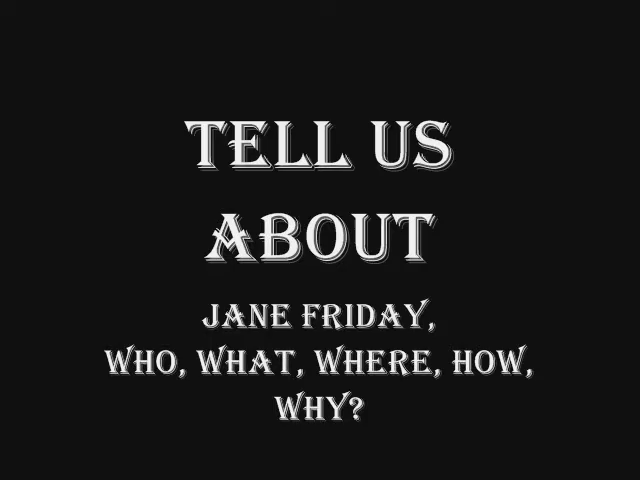 TELL US
ABOUT
JANE FRIDAY,
WHO, WHAT, WHERE, HOW,
WHY?